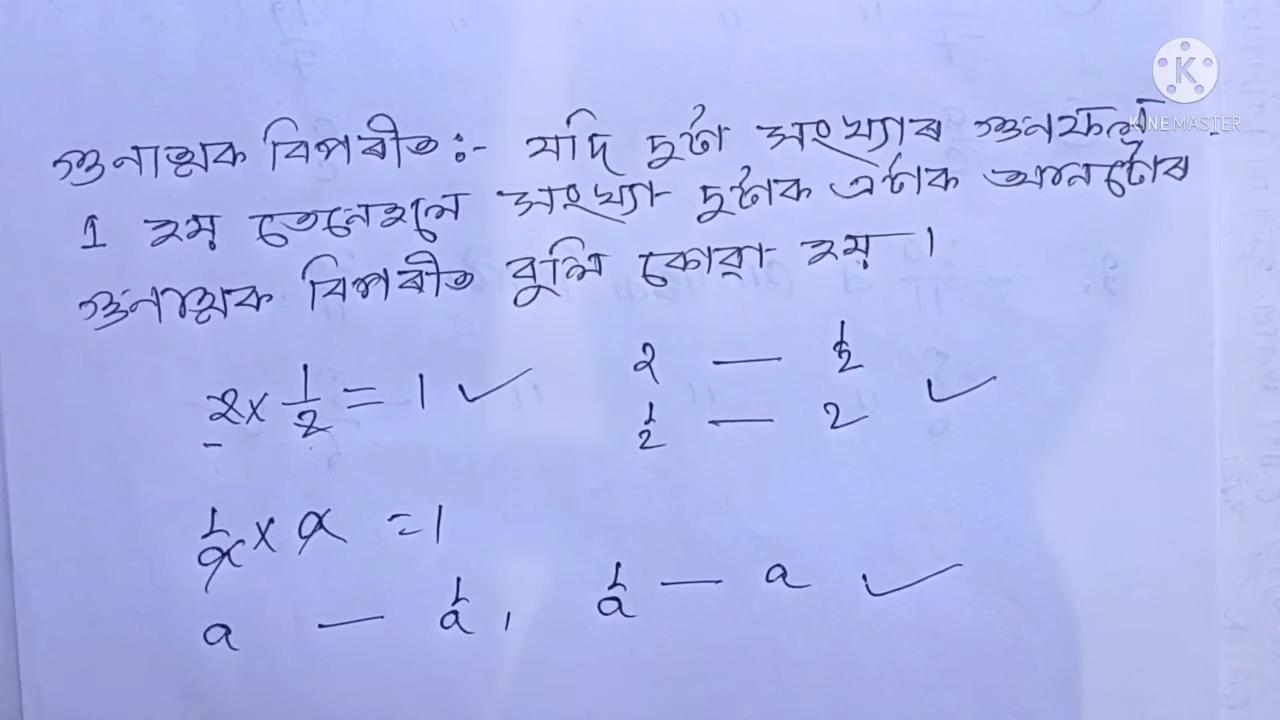 গুনাত্মক বিপৰীত :- যদি দুটা সংখ্যাৰ গুনফল
1 হয় তেনেহলে সংখ্যা দুটাক এটাক আনটোৰ
গুনাত্মক বিপৰীত বুলি কোৱা হয় ।
2 × 1/2 = 1 ✓
2 — 1/2
1/2 — 2 ✓
1/a × a = 1
a — 1/a , 1/a — a ✓
K
KINEMASTER